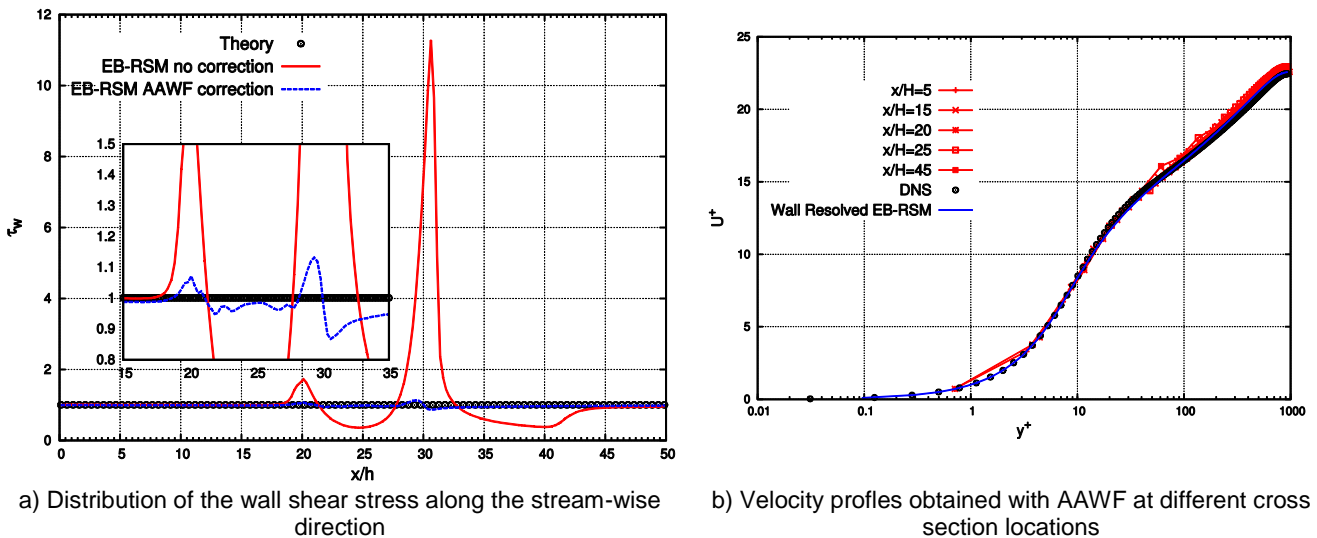 Theory
EB-RSM no correction
EB-RSM AAWF correction
12
10
8
6
4
2
0
τw
1.5
1.4
1.3
1.2
1.1
1
0.9
0.8
15 20 25 30 35
0 5 10 15 20 25 30 35 40 45 50
x/h
a) Distribution of the wall shear stress along the stream-wise
direction
25
20
15
10
5
0
U+
x/H=5
x/H=15
x/H=20
x/H=25
x/H=45
DNS
Wall Resolved EB-RSM
0.01 0.1 1 10 100 1000
y+
b) Velocity profles obtained with AAWF at different cross
section locations